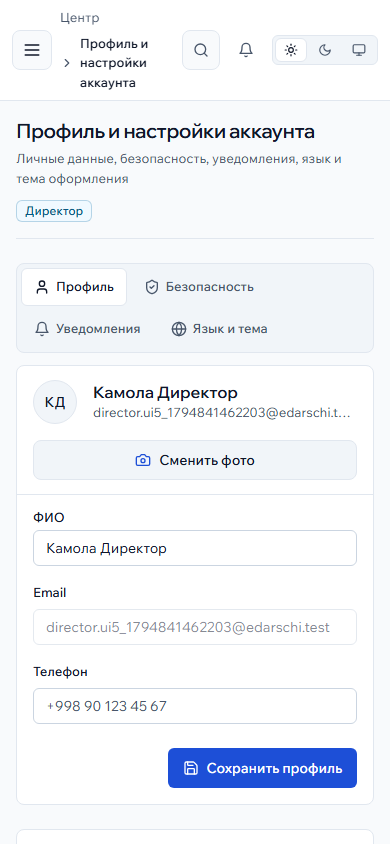 Центр
Профиль и
настройки
аккаунта
Профиль и настройки аккаунта
Личные данные, безопасность, уведомления, язык и
тема оформления
Директор
Профиль
Безопасность
Уведомления
Язык и тема
КД
Камола Директор
director.ui5_1794841462203@edarschi.t...
Сменить фото
ФИО
Камола Директор
Email
director.ui5_1794841462203@edarschi.test
Телефон
+998 90 123 45 67
Сохранить профиль